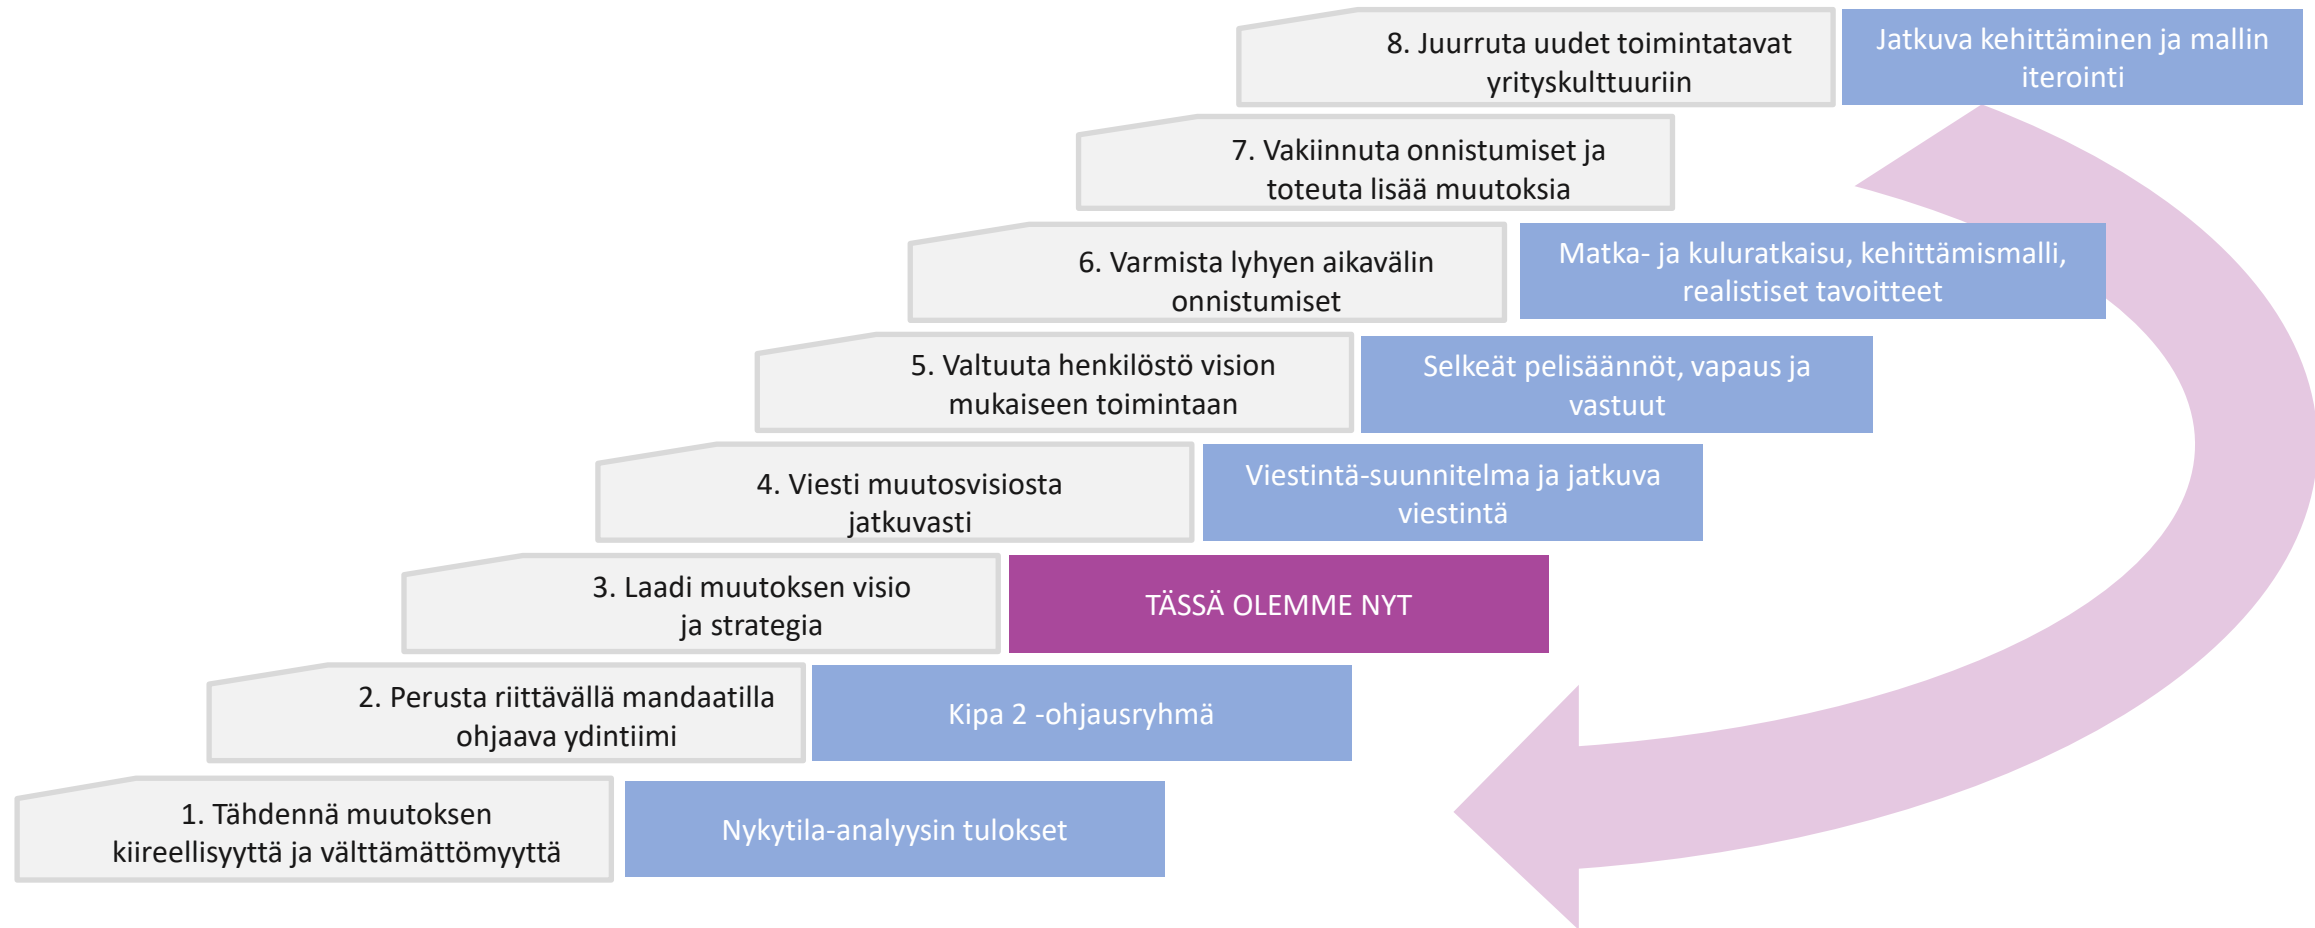 8. Juurruta uudet toimintatavat
yrityskulttuuriin
Jatkuva kehittäminen ja mallin
iterointi
7. Vakiinnuta onnistumiset ja
toteuta lisää muutoksia
6. Varmista lyhyen aikavälin
onnistumiset
Matka- ja kuluratkaisu, kehittämismalli,
realistiset tavoitteet
5. Valtuuta henkilöstö vision
mukaiseen toimintaan
Selkeät pelisäännöt, vapaus ja
vastuut
4. Viesti muutosvisiosta
jatkuvasti
Viestintä-suunnitelma ja jatkuva
viestintä
3. Laadi muutoksen visio
ja strategia
TÄSSÄ OLEMME NYT
2. Perusta riittävällä mandaatilla
ohjaava ydintiimi
Kipa 2 -ohjausryhmä
1. Tähdennä muutoksen
kiireellisyyttä ja välttämättömyyttä
Nykytila-analyysin tulokset